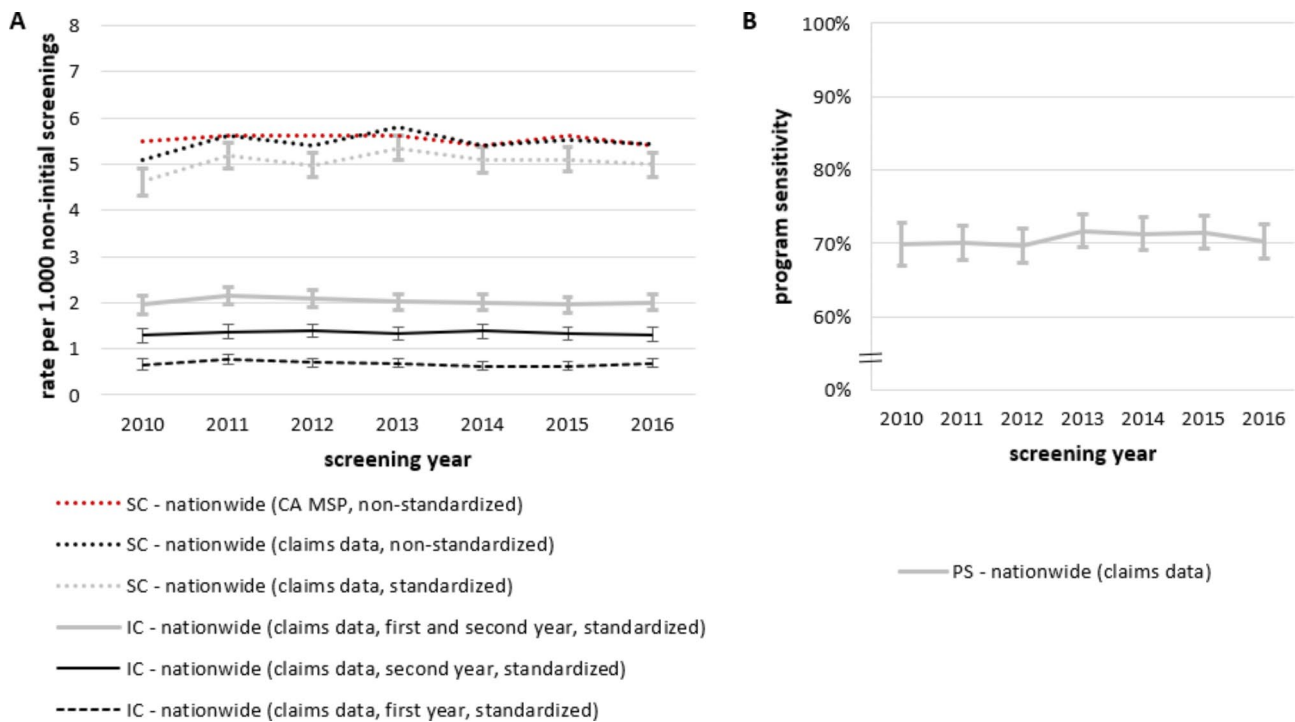 A
rate per 1.000 non-initial screenings
8
7
6
5
4
3
2
1
0
2010 2011 2012 2013 2014 2015 2016
screening year
SC - nationwide (CA MSP, non-standardized)
SC - nationwide (claims data, non-standardized)
SC - nationwide (claims data, standardized)
IC - nationwide (claims data, first and second year, standardized)
IC - nationwide (claims data, second year, standardized)
IC - nationwide (claims data, first year, standardized)
B
program sensitivity
100%
90%
80%
70%
60%
0%
2010 2011 2012 2013 2014 2015 2016
screening year
PS - nationwide (claims data)